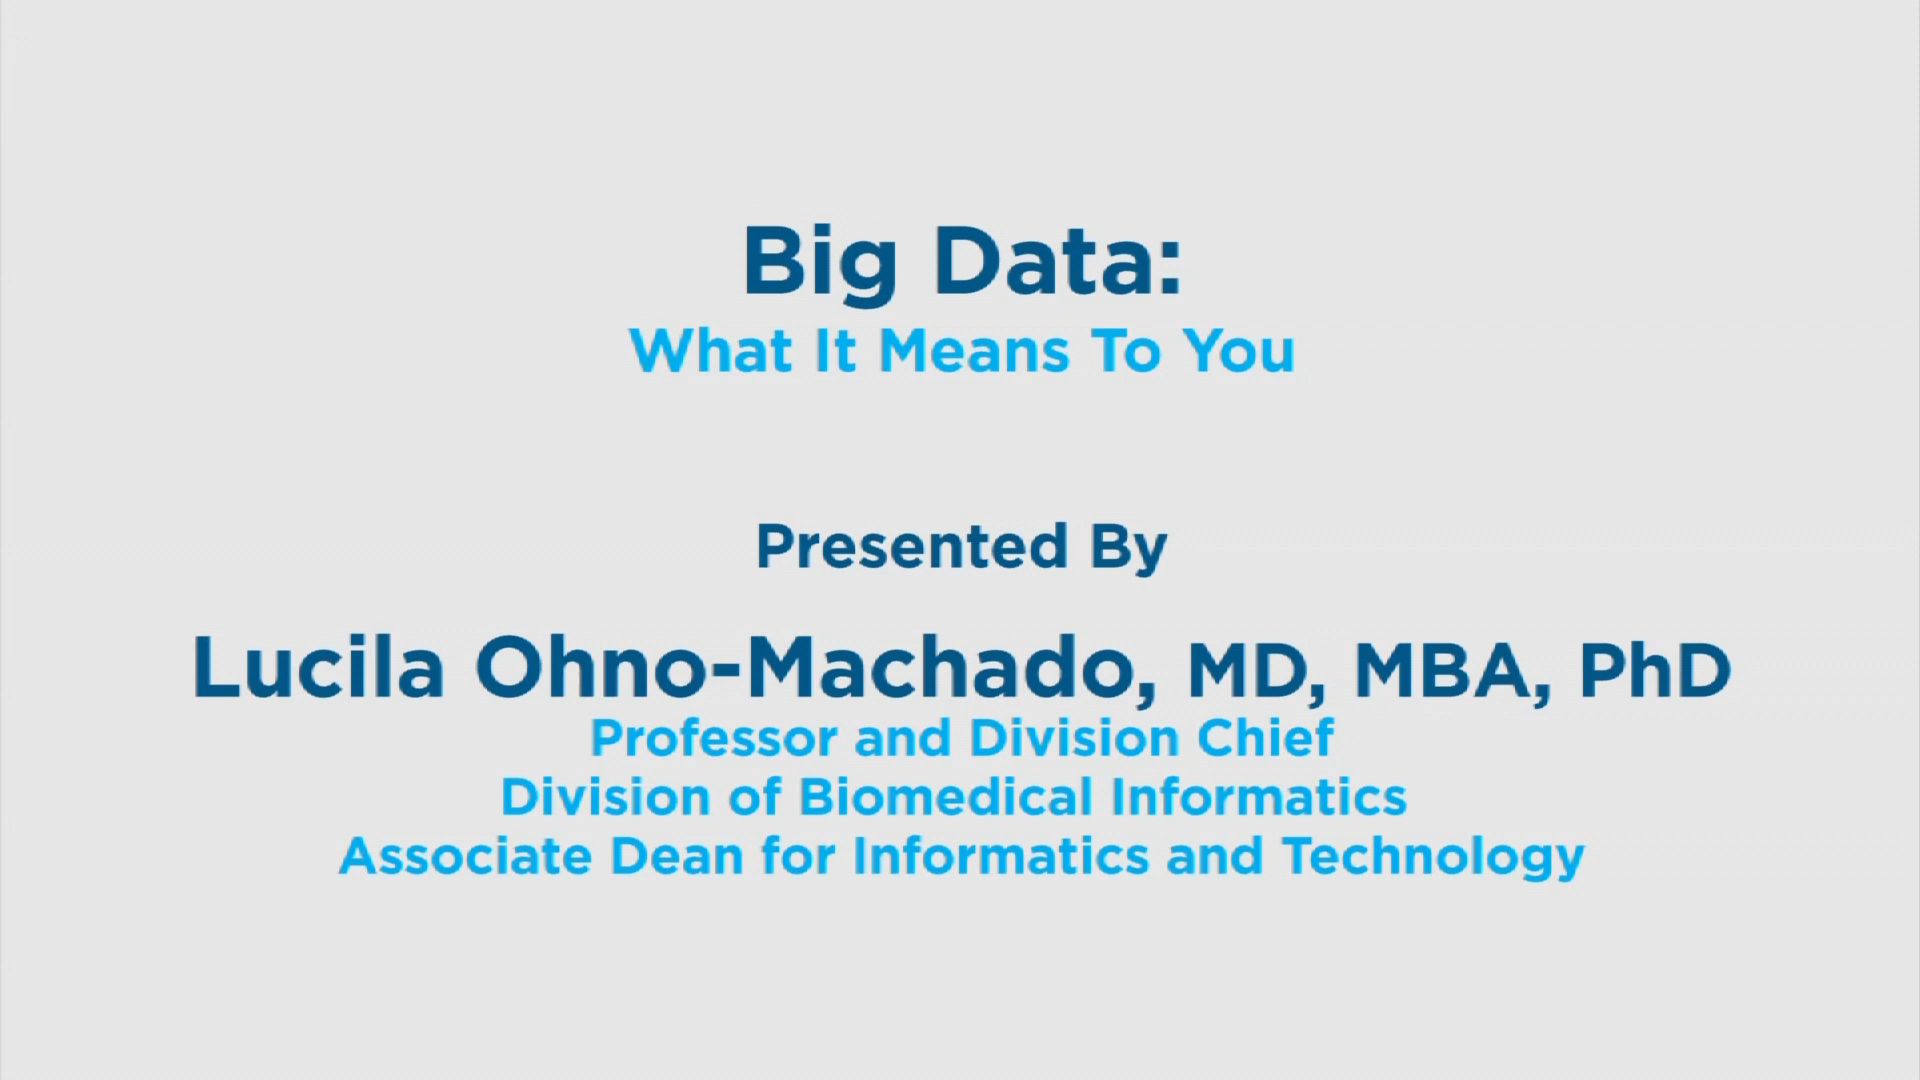 Big Data:
What It Means To You
Presented By
Lucila Ohno-Machado, MD, MBA, PhD
Professor and Division Chief
Division of Biomedical Informatics
Associate Dean for Informatics and Technology